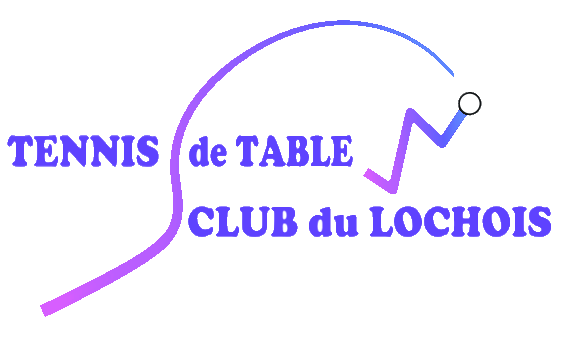 TENNIS de TABLE
CLUB du LOCHOIS